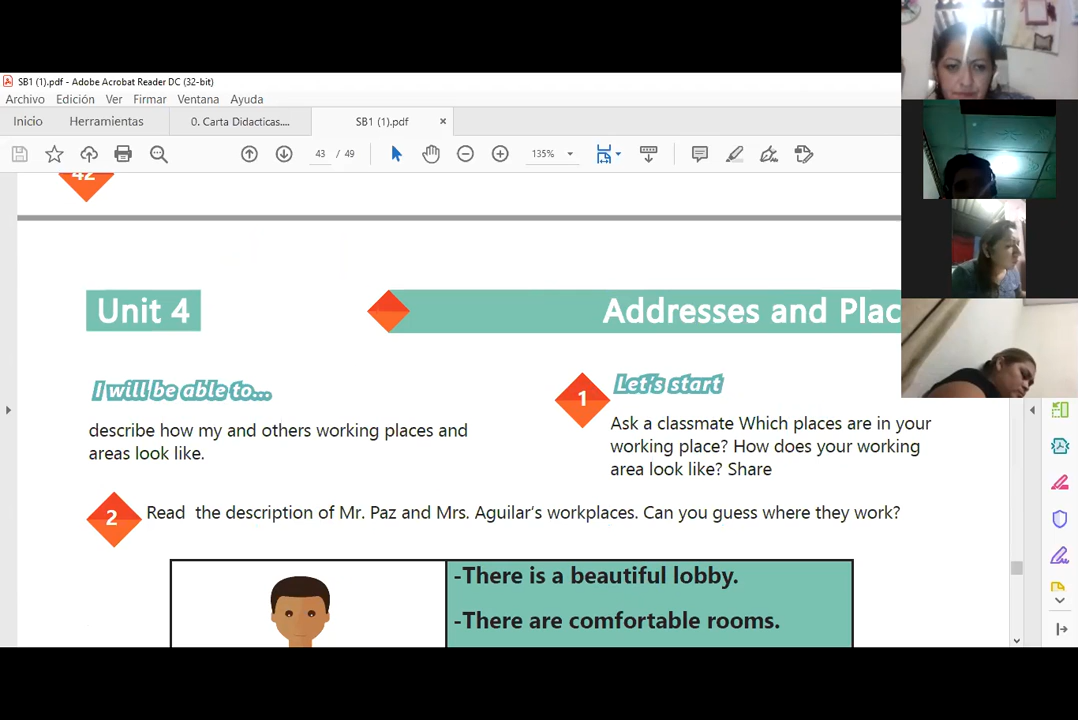 SB1 (1).pdf - Adobe Acrobat Reader DC (32-bit)
Archivo Edición Ver Firmar Ventana Ayuda
Inicio Herramientas 0. Carta Didacticas.... SB1 (1).pdf ×
43 / 49 135%
42
Unit 4 Addresses and Plac
I will be able to...
describe how my and others working places and
areas look like.
1 Let's start
Ask a classmate Which places are in your
working place? How does your working
area look like? Share
2 Read the description of Mr. Paz and Mrs. Aguilar's workplaces. Can you guess where they work?
-There is a beautiful lobby.
-There are comfortable rooms.